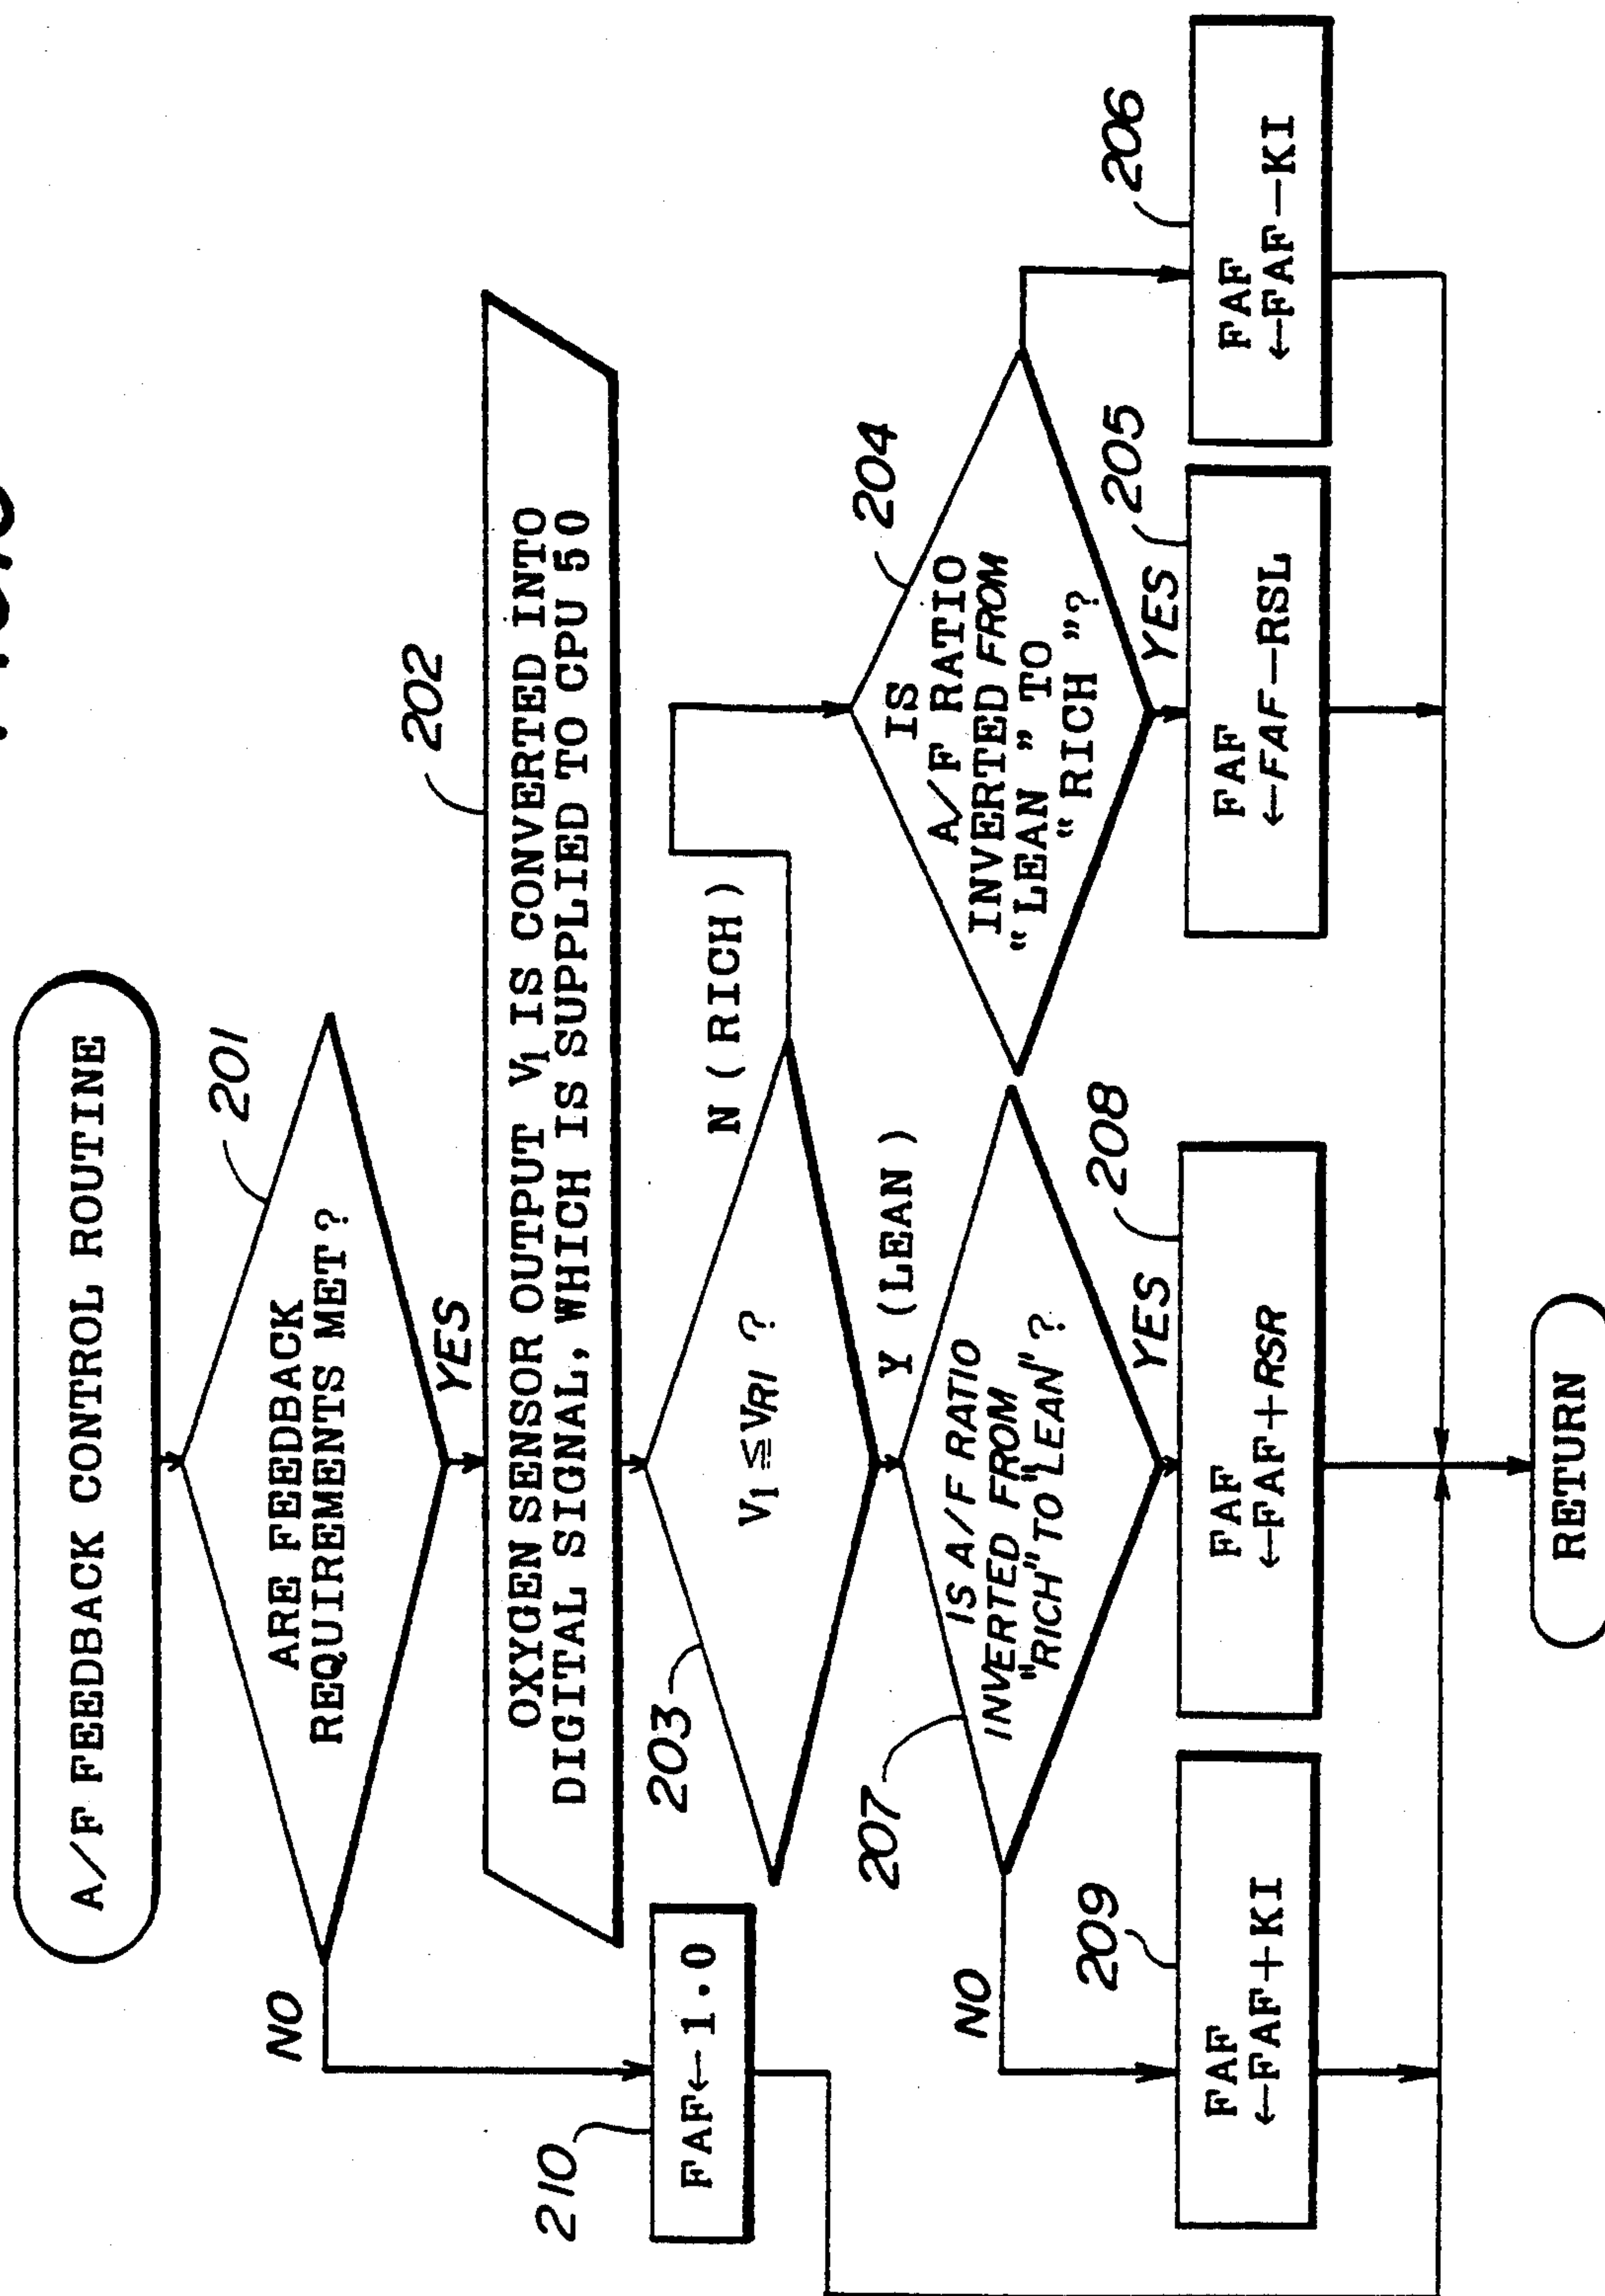 A/F FEEDBACK CONTROL ROUTINE
201
ARE FEEDBACK
REQUIREMENTS MET?
NO
YES
202
OXYGEN SENSOR OUTPUT V1 IS CONVERTED INTO
DIGITAL SIGNAL, WHICH IS SUPPLIED TO CPU 50
210
FAF←1.0
203
V1≦VR1 ?
N (RICH)
Y (LEAN)
204
IS
A/F RATIO
INVERTED FROM
“LEAN” TO
“RICH”?
YES
207
IS A/F RATIO
INVERTED FROM
"RICH" TO "LEAN"?
NO
YES
209
FAF
←FAF+KI
208
FAF
←FAF+RSR
205
FAF
←FAF−RSL
206
FAF
←FAF−KI
RETURN